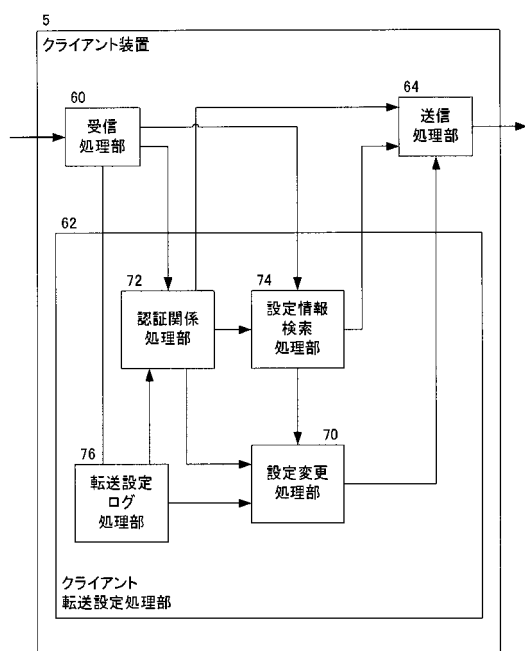 5
クライアント装置
60
受信
処理部
64
送信
処理部
62
72
認証関係
処理部
74
設定情報
検索
処理部
76
転送設定
ログ
処理部
70
設定変更
処理部
クライアント
転送設定処理部